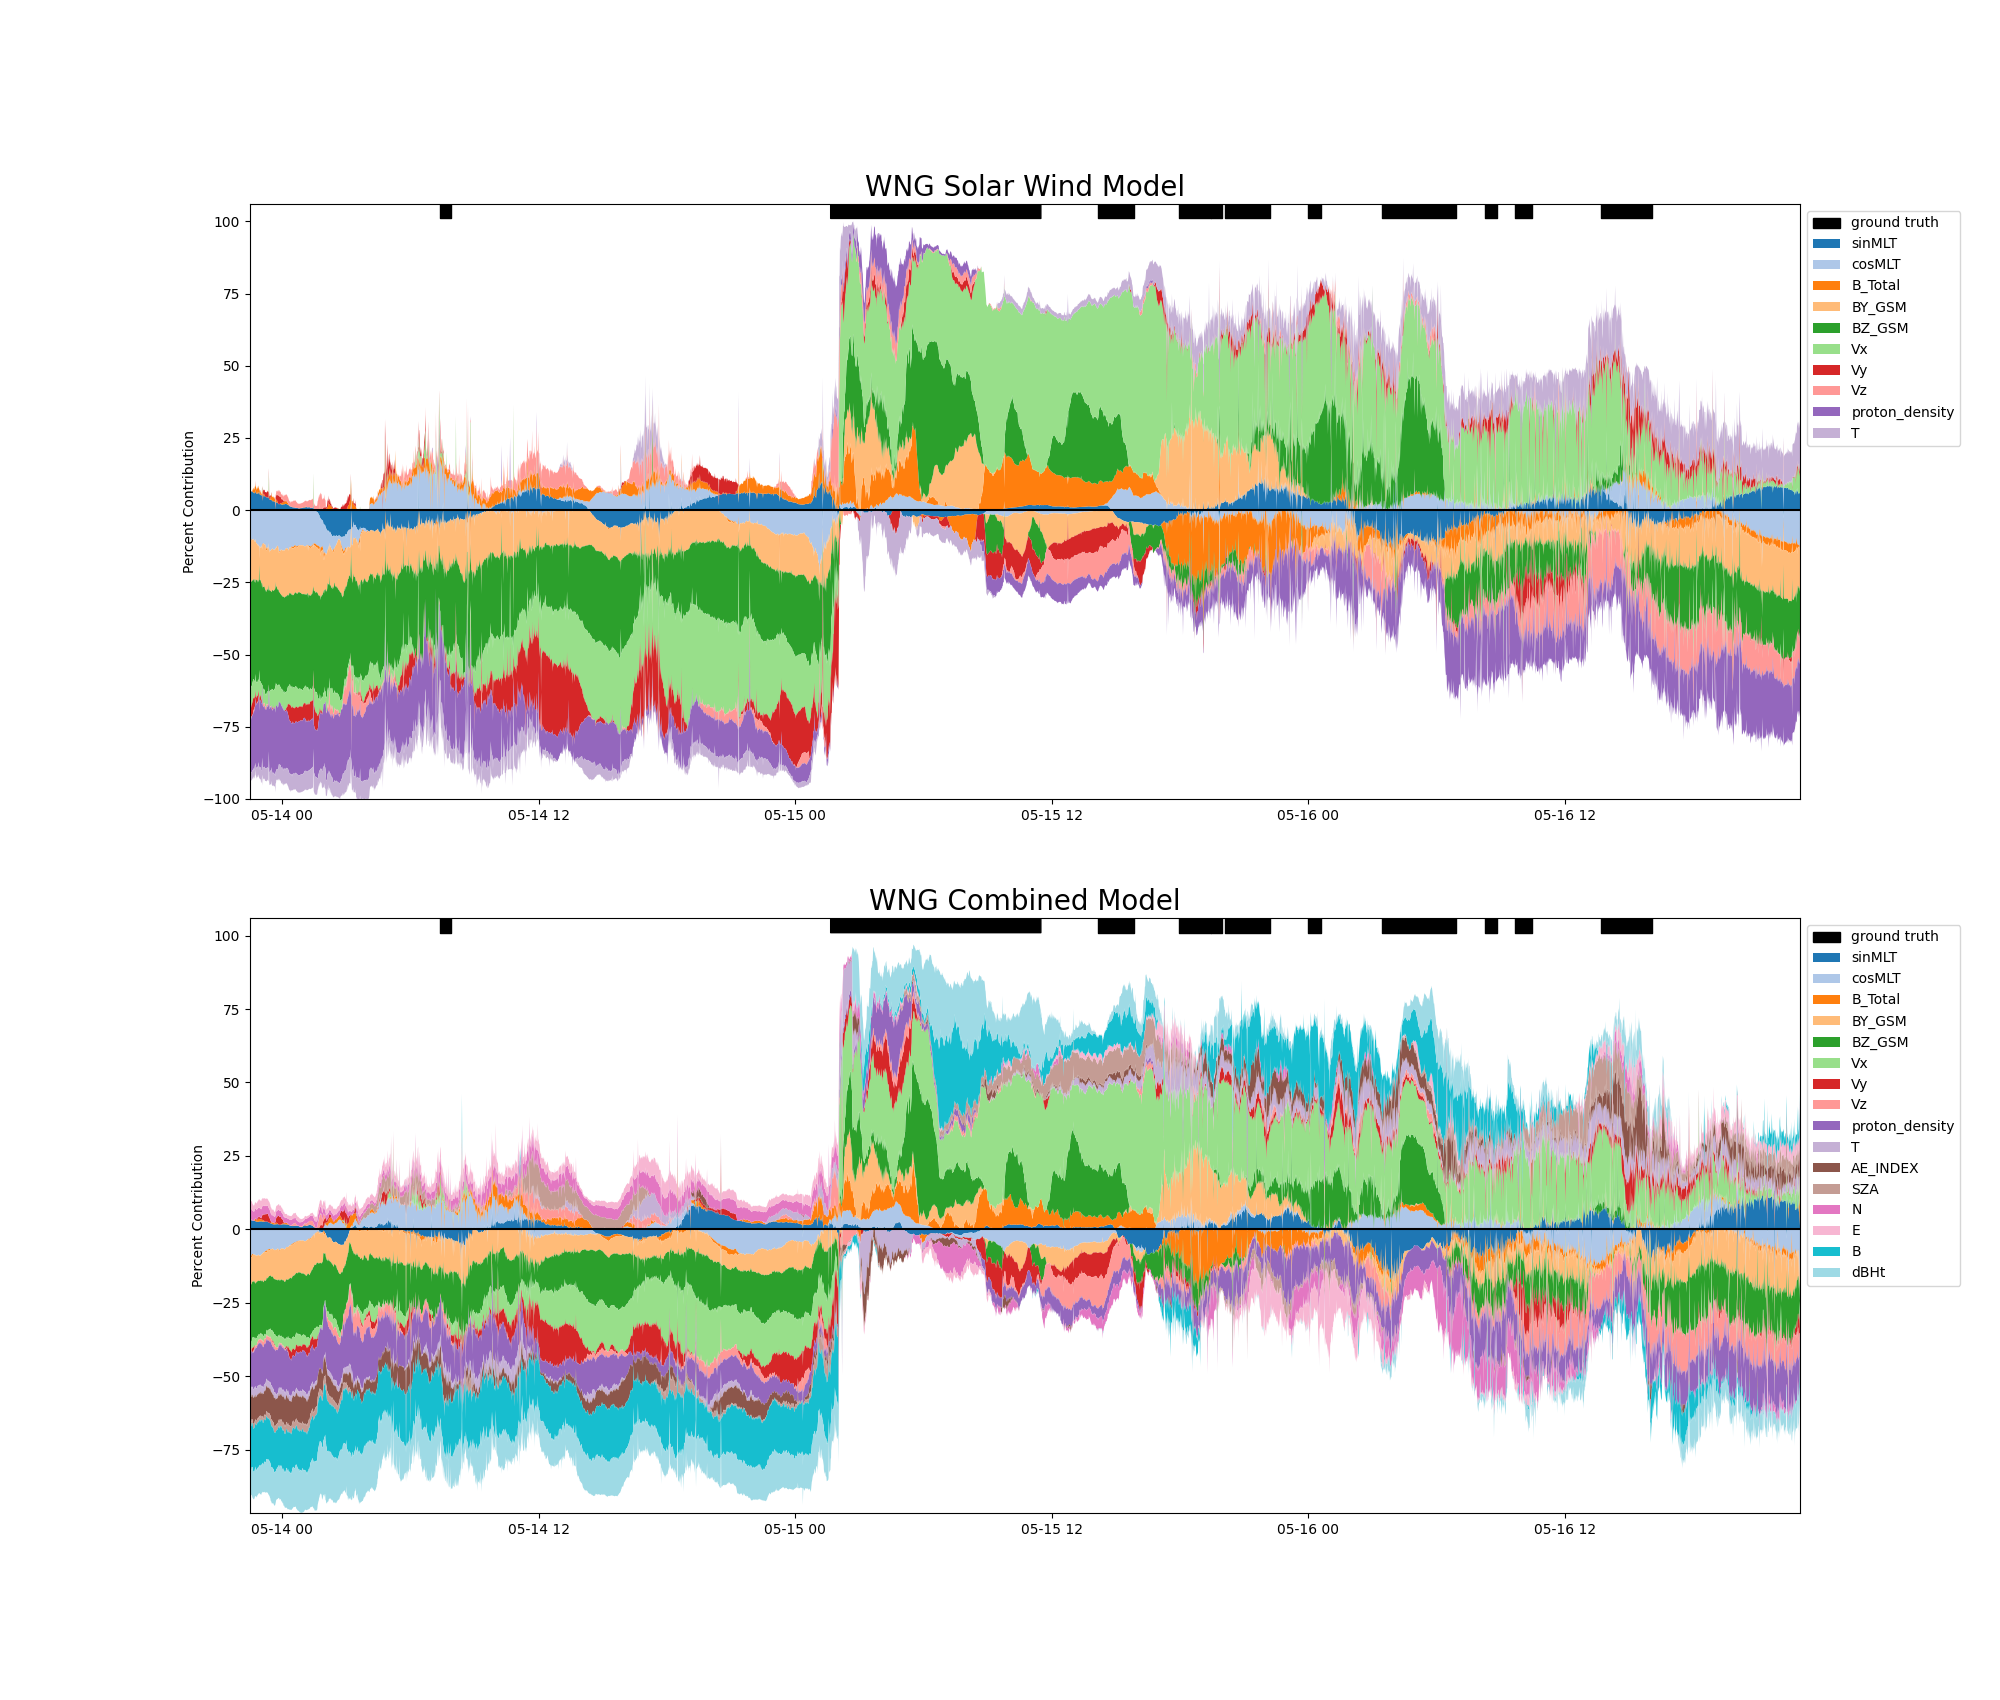 WNG Solar Wind Model
Percent Contribution
100
75
50
25
0
−25
−50
−75
−100
05-14 00
05-14 12
05-15 00
05-15 12
05-16 00
05-16 12
ground truth
sinMLT
cosMLT
B_Total
BY_GSM
BZ_GSM
Vx
Vy
Vz
proton_density
T
WNG Combined Model
Percent Contribution
100
75
50
25
0
−25
−50
−75
05-14 00
05-14 12
05-15 00
05-15 12
05-16 00
05-16 12
ground truth
sinMLT
cosMLT
B_Total
BY_GSM
BZ_GSM
Vx
Vy
Vz
proton_density
T
AE_INDEX
SZA
N
E
B
dBHt